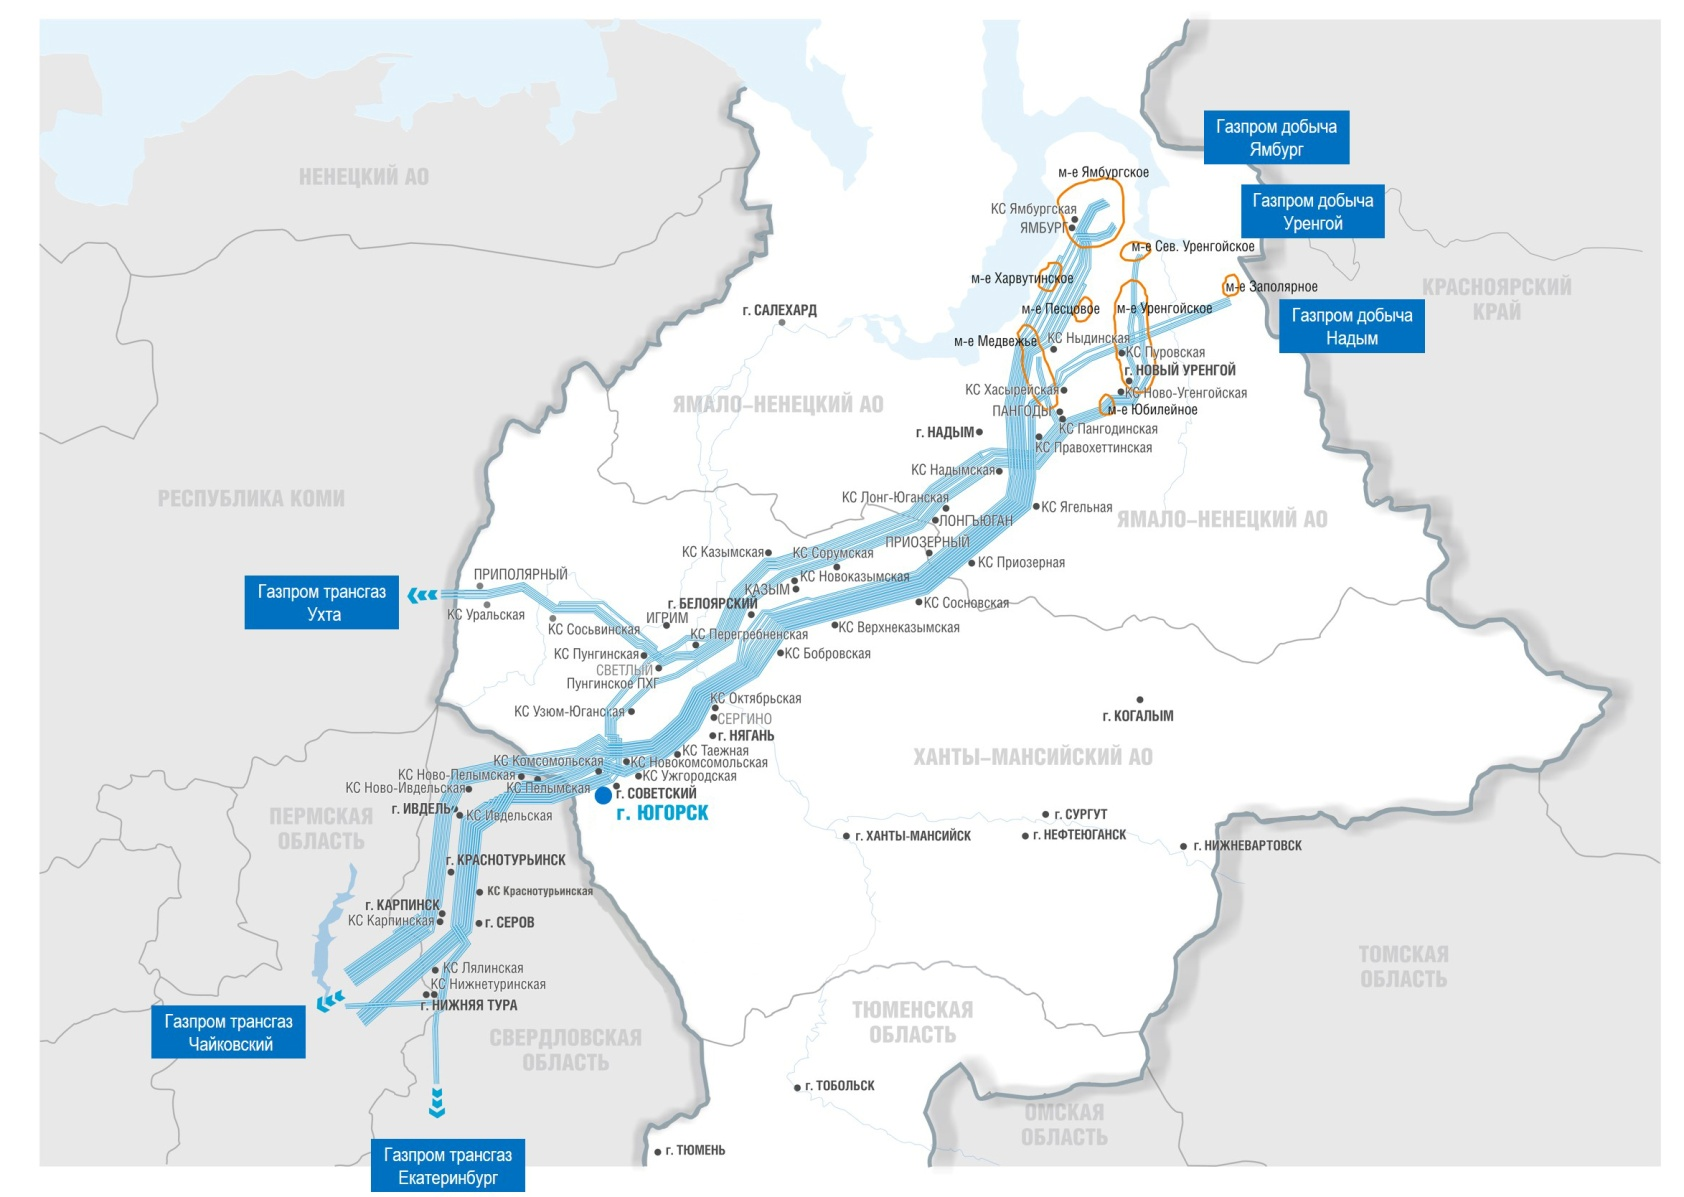 НЕНЕЦКИЙ АО
Газпром добыча
Ямбург
м-е Ямбургское
КС Ямбургская
ЯМБУРГ
Газпром добыча
Уренгой
м-е Сев. Уренгойское
м-е Харвутинское
м-е Заполярное
КРАСНОЯРСКИЙ
КРАЙ
г. САЛЕХАРД
м-е Песцовое
м-е Уренгойское
Газпром добыча
Надым
м-е Медвежье
КС Ныдинская
КС Пуровская
г. НОВЫЙ УРЕНГОЙ
КС Хасырейская
КС Ново-Угенгойская
ЯМАЛО-НЕНЕЦКИЙ АО
ПАНГОДЫ
м-е Юбилейное
г. НАДЫМ
КС Пангодинская
КС Правохеттинская
КС Надымская
РЕСПУБЛИКА КОМИ
КС Лонг-Юганская
КС Ягельная
ЛОНГЪЮГАН
ЯМАЛО-НЕНЕЦКИЙ АО
ПРИОЗЕРНЫЙ
КС Казымская
КС Сорумская
КС Приозерная
ПРИПОЛЯРНЫЙ
КС Новоказымская
КАЗЫМ
Газпром трансгаз
Ухта
г. БЕЛОЯРСКИЙ
КС Сосновская
КС Уральская
ИГРИМ
КС Сосьвинская
КС Перегребненская
КС Верхнеказымская
КС Пунгинская
КС Бобровская
СВЕТЛЫЙ
Пунгинское ПХГ
КС Октябрьская
КС Узюм-Юганская
СЕРГИНО
г. КОГАЛЫМ
г. НЯГАНЬ
КС Таежная
ХАНТЫ-МАНСИЙСКИЙ АО
КС Комсомольская
КС Новокомсомольская
КС Ново-Пелымская
КС Ужгородская
КС Ново-Ивдельская
КС Пелымская
г. СОВЕТСКИЙ
г. ЮГОРСК
г. ИВДЕЛЬ
КС Ивдельская
ПЕРМСКАЯ
ОБЛАСТЬ
г. СУРГУТ
г. ХАНТЫ-МАНСИЙСК
г. НЕФТЕЮГАНСК
г. НИЖНЕВАРТОВСК
г. КРАСНОТУРЬИНСК
КС Краснотурьинская
г. КАРПИНСК
КС Карпинская
г. СЕРОВ
ТОМСКАЯ
ОБЛАСТЬ
КС Лялинская
КС Нижнетуринская
г. НИЖНЯЯ ТУРА
Газпром трансгаз
Чайковский
ТЮМЕНСКАЯ
ОБЛАСТЬ
СВЕРДЛОВСКАЯ
ОБЛАСТЬ
г. ТОБОЛЬСК
ОМСКАЯ
ОБЛАСТЬ
Газпром трансгаз
Екатеринбург
г. ТЮМЕНЬ